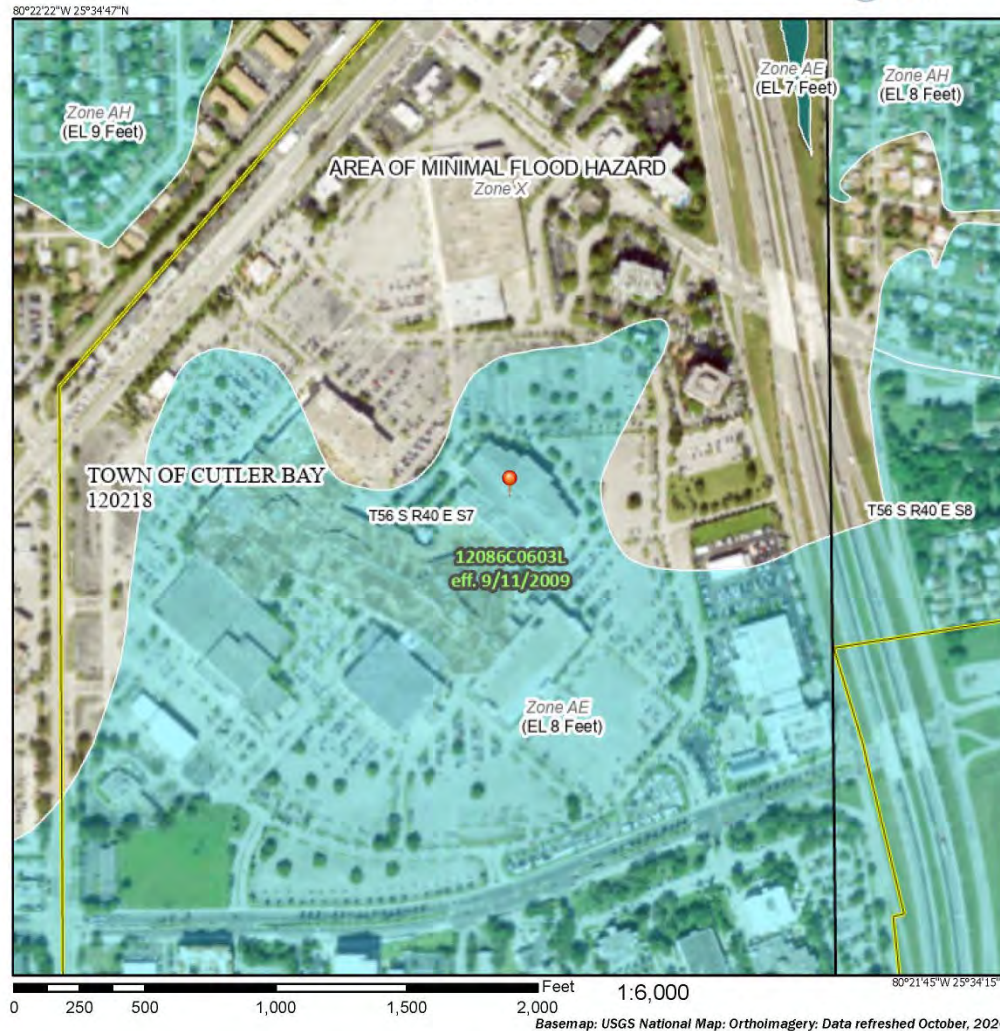 80°22'22"W 25°34'47"N
Zone AE
(EL 7 Feet)
Zone AH
(EL 8 Feet)
Zone AH
(EL 9 Feet)
AREA OF MINIMAL FLOOD HAZARD
Zone X
TOWN OF CUTLER BAY
120218
T56 S R40 E S7
T56 S R40 E S8
12086C0603L
eff. 9/11/2009
Zone AE
(EL 8 Feet)
80°21'45"W 25°34'15"
Feet
1:6,000
0 250 500 1,000 1,500 2,000
Basemap: USGS National Map: Orthoimagery: Data refreshed October, 202